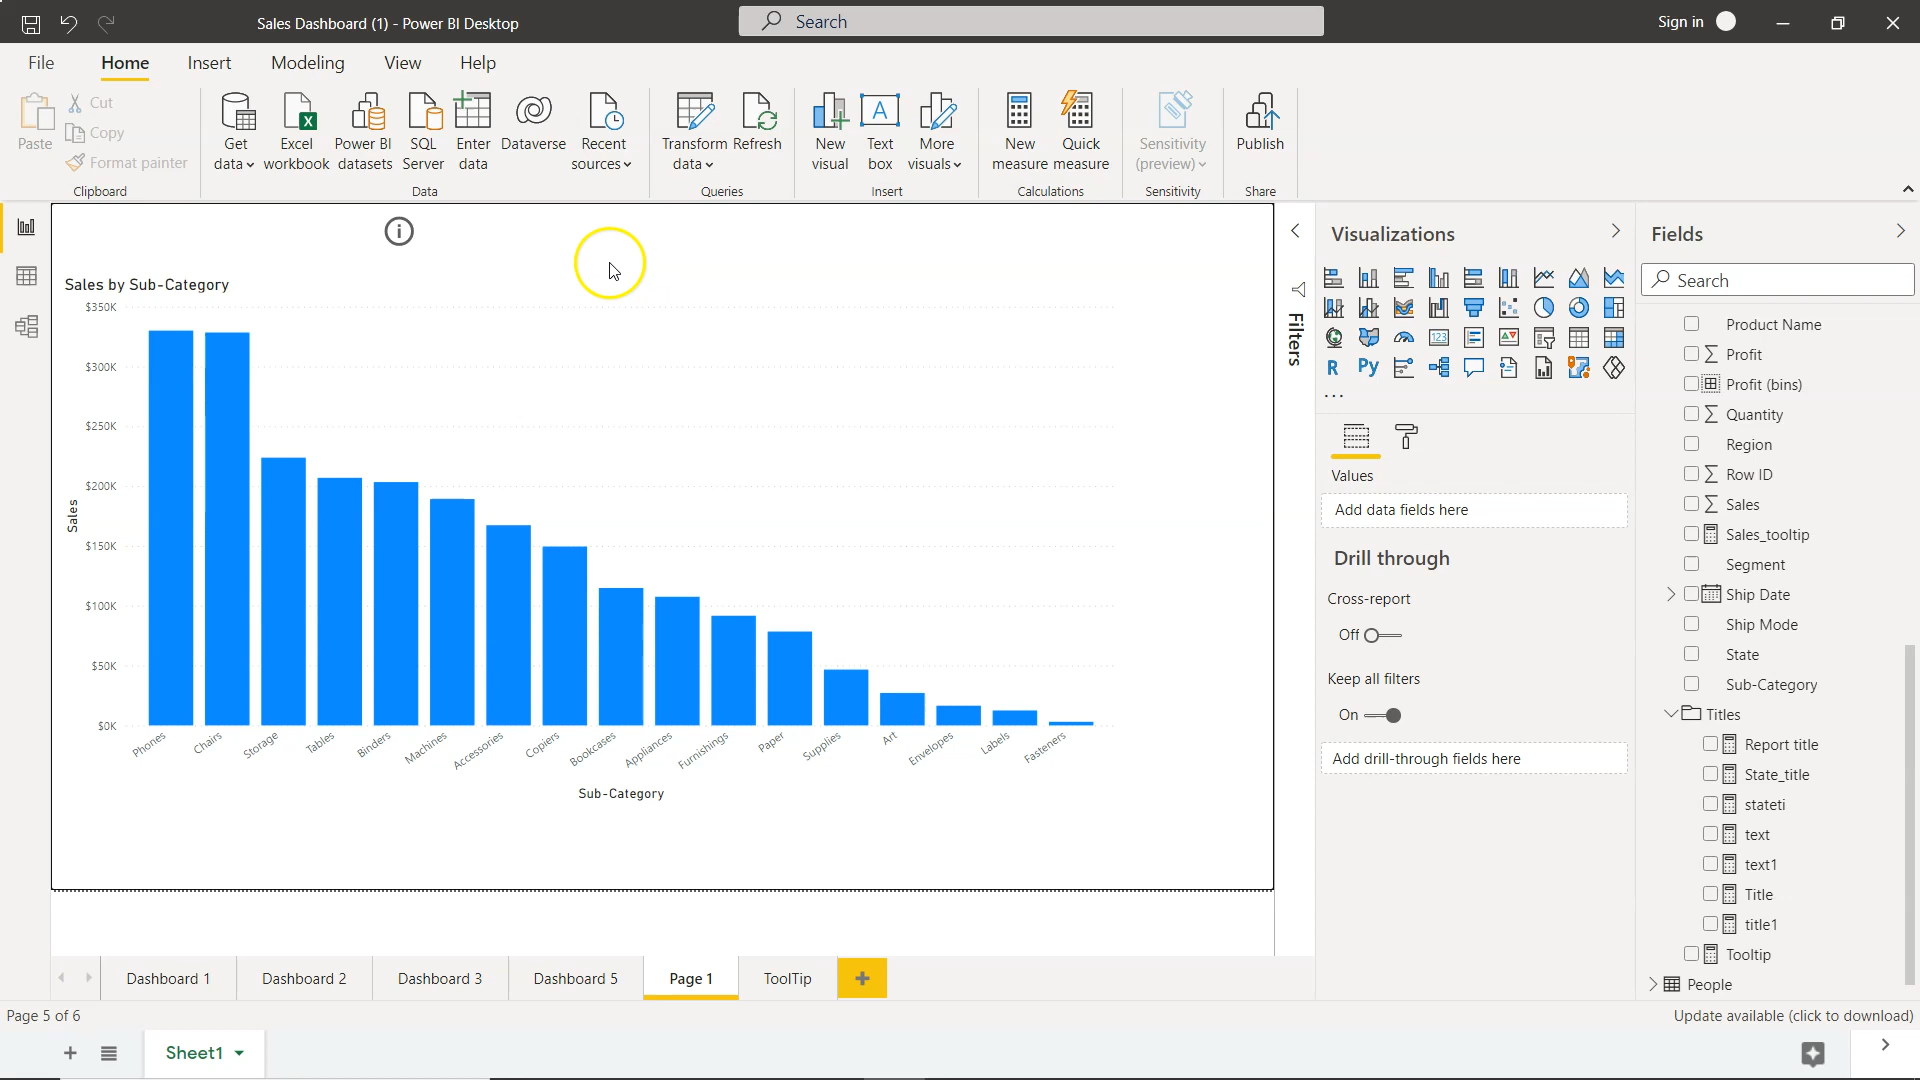 Sales Dashboard (1) - Power BI Desktop
Search
Sign in
File
Home
Insert
Modeling
View
Help
Paste
Cut
Copy
Format painter
Clipboard
Get
data
Excel
workbook
Power BI
datasets
SQL
Server
Enter
data
Dataverse
Recent
sources
Data
Transform
data
Refresh
Queries
New
visual
Text
box
More
visuals
Insert
New
measure
Quick
measure
Calculations
Sensitivity
(preview)
Sensitivity
Publish
Share
Sales by Sub-Category
$350K
$300K
$250K
$200K
$150K
$100K
$50K
$0K
Sales
Phones
Chairs
Storage
Tables
Binders
Machines
Accessories
Copiers
Bookcases
Appliances
Furnishings
Paper
Supplies
Art
Envelopes
Labels
Fasteners
Sub-Category
Filters
Visualizations
R
Py
123
...
Values
Add data fields here
Drill through
Cross-report
Off
Keep all filters
On
Add drill-through fields here
Fields
Search
Product Name
Profit
Profit (bins)
Quantity
Region
Row ID
Sales
Sales_tooltip
Segment
Ship Date
Ship Mode
State
Sub-Category
Titles
Report title
State_title
stateti
text
text1
Title
title1
Tooltip
People
Dashboard 1
Dashboard 2
Dashboard 3
Dashboard 5
Page 1
ToolTip
Page 5 of 6
Update available (click to download)
Sheet1